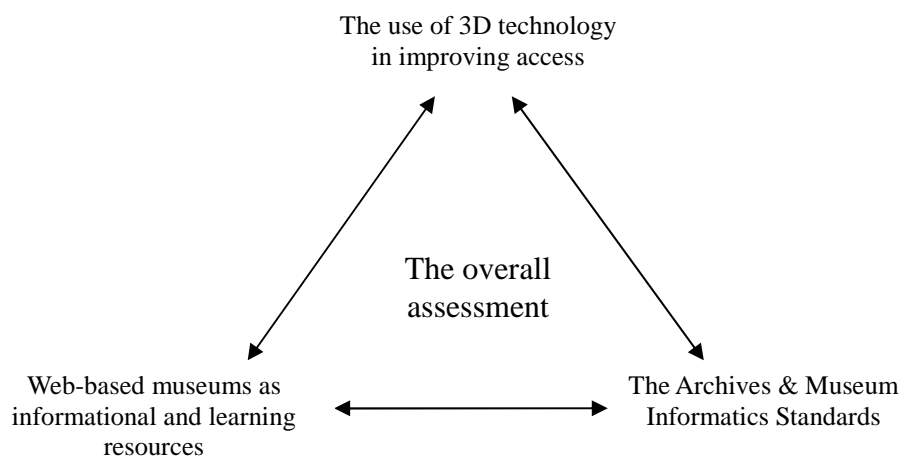 The use of 3D technology
in improving access
The overall
assessment
Web-based museums as
informational and learning
resources
The Archives & Museum
Informatics Standards